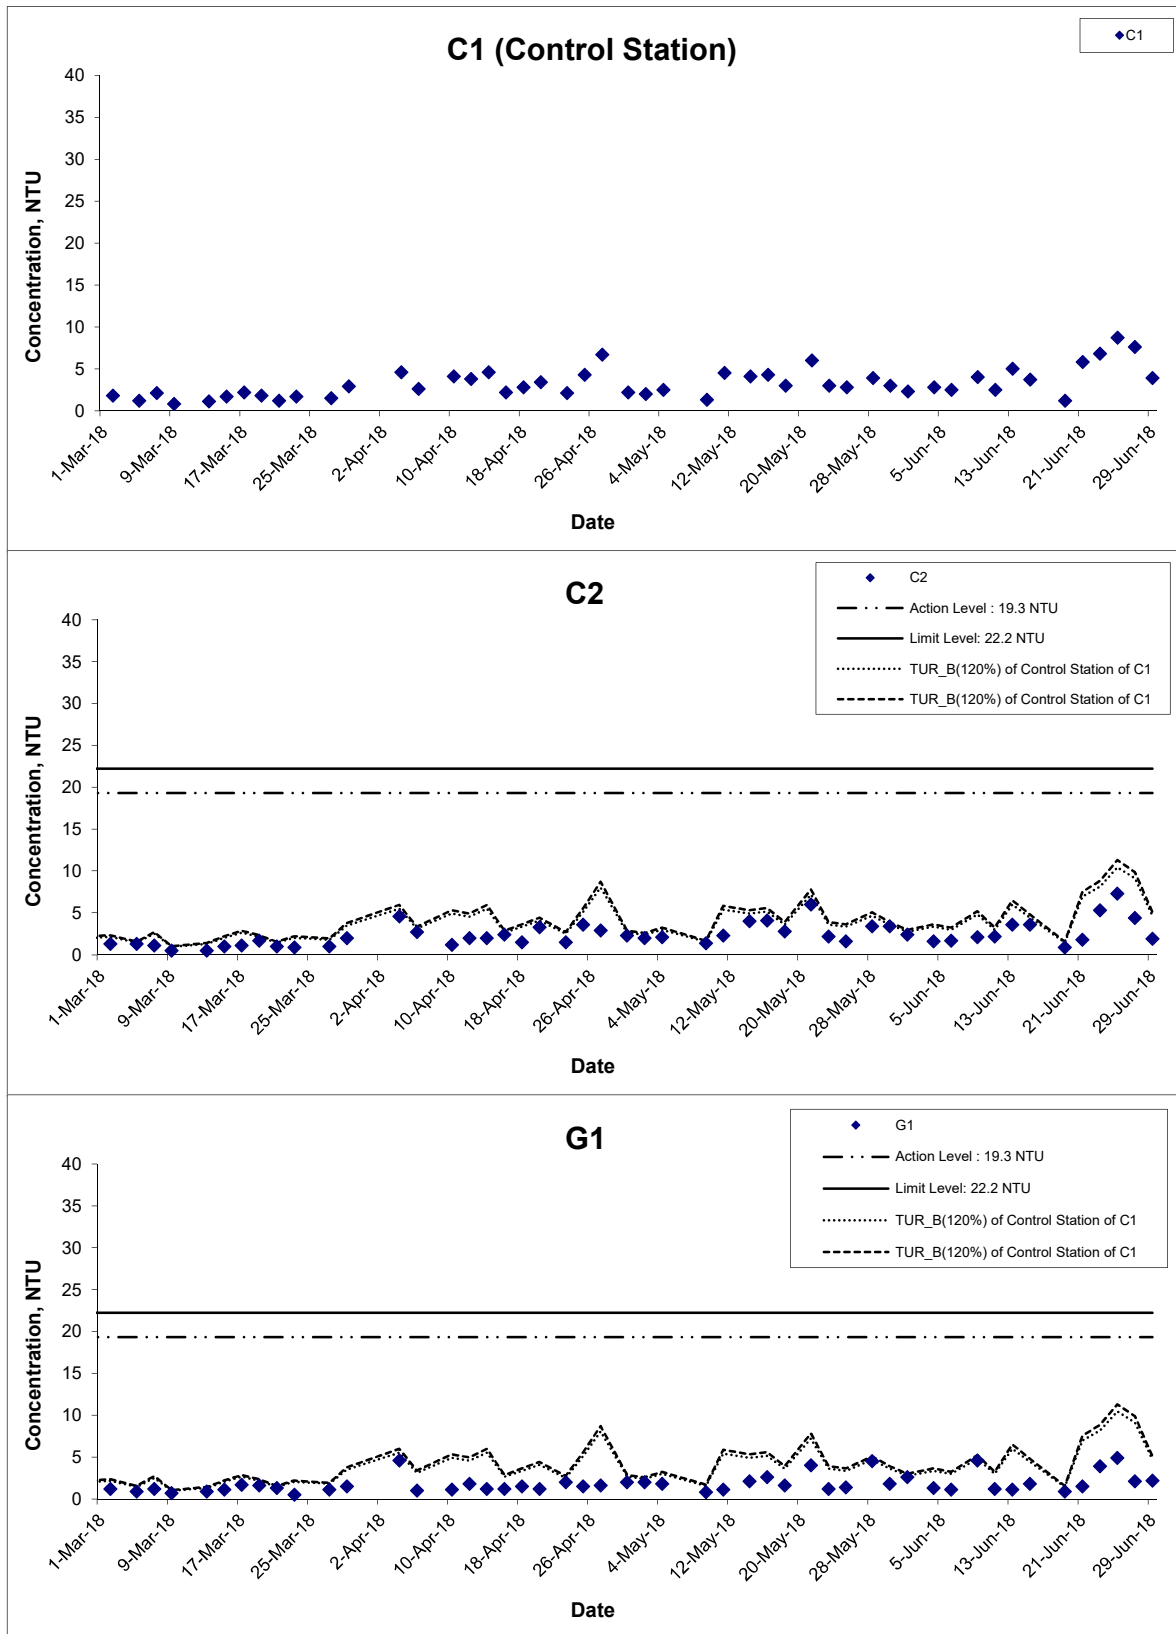 C1 (Control Station)
C1
Concentration, NTU
40
35
30
25
20
15
10
5
0
1-Mar-18
9-Mar-18
17-Mar-18
25-Mar-18
2-Apr-18
10-Apr-18
18-Apr-18
26-Apr-18
4-May-18
12-May-18
20-May-18
28-May-18
5-Jun-18
13-Jun-18
21-Jun-18
29-Jun-18
Date
C2
C2
Action Level : 19.3 NTU
Limit Level: 22.2 NTU
TUR_B(120%) of Control Station of C1
TUR_B(120%) of Control Station of C1
Concentration, NTU
40
35
30
25
20
15
10
5
0
1-Mar-18
9-Mar-18
17-Mar-18
25-Mar-18
2-Apr-18
10-Apr-18
18-Apr-18
26-Apr-18
4-May-18
12-May-18
20-May-18
28-May-18
5-Jun-18
13-Jun-18
21-Jun-18
29-Jun-18
Date
G1
G1
Action Level : 19.3 NTU
Limit Level: 22.2 NTU
TUR_B(120%) of Control Station of C1
TUR_B(120%) of Control Station of C1
Concentration, NTU
40
35
30
25
20
15
10
5
0
1-Mar-18
9-Mar-18
17-Mar-18
25-Mar-18
2-Apr-18
10-Apr-18
18-Apr-18
26-Apr-18
4-May-18
12-May-18
20-May-18
28-May-18
5-Jun-18
13-Jun-18
21-Jun-18
29-Jun-18
Date